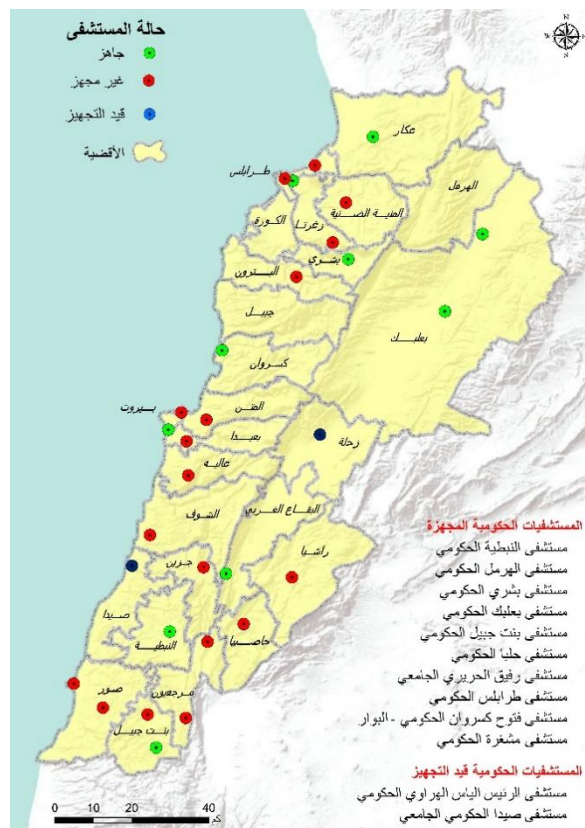 حالة المستشفى
جاهز
غير مجهز
قيد التجهيز
الأقضية
N
W
E
S
عكار
طرابلس
الهرمل
المنية الضنية
الكورة
زغرتا
بشري
البترون
جبيل
بعلبك
كسروان
بيروت
المتن
بعبدا
زحلة
عالية
الشوف
البقاع الغربي
راشيا
جزين
صيدا
حاصبيا
النبطية
صور
مرجعيون
بنت جبيل
المستشفيات الحكومية المجهزة
مستشفى النبطية الحكومي
مستشفى الهرمل الحكومي
مستشفى بشري الحكومي
مستشفى بعلبك الحكومي
مستشفى بنت جبيل الحكومي
مستشفى حلبا الحكومي
مستشفى رفيق الحريري الجامعي
مستشفى طرابلس الحكومي
مستشفى فتوح كسروان الحكومي - البوار
مستشفى مشغرة الحكومي
المستشفيات الحكومية قيد التجهيز
مستشفى الرئيس الياس الهراوي الحكومي
مستشفى صيدا الحكومي الجامعي
0 10 20 40
كم